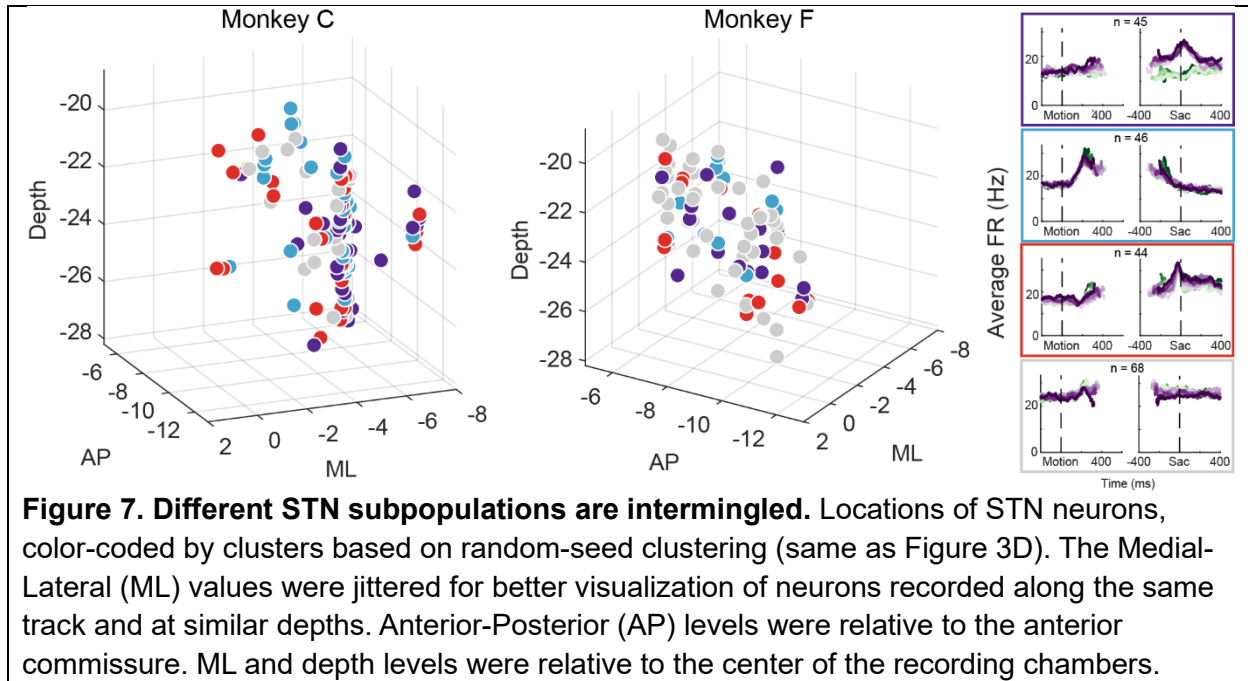 Monkey C
Monkey F
-20
-22
-24
-26
-28
Depth
-6
-8
-10
-12
AP
2
0
-2
-4
-6
-8
ML
-20
-22
-24
-26
-28
Depth
-6
-8
-10
-12
AP
2
0
-2
-4
-6
-8
ML
Average FR (Hz)
n = 45
20
0
Motion 400
-400 Sac 400
n = 46
20
0
Motion 400
-400 Sac 400
n = 44
20
0
Motion 400
-400 Sac 400
n = 68
20
0
Motion 400
-400 Sac 400
Time (ms)
Figure 7. Different STN subpopulations are intermingled. Locations of STN neurons,
color-coded by clusters based on random-seed clustering (same as Figure 3D). The Medial-
Lateral (ML) values were jittered for better visualization of neurons recorded along the same
track and at similar depths. Anterior-Posterior (AP) levels were relative to the anterior
commissure. ML and depth levels were relative to the center of the recording chambers.